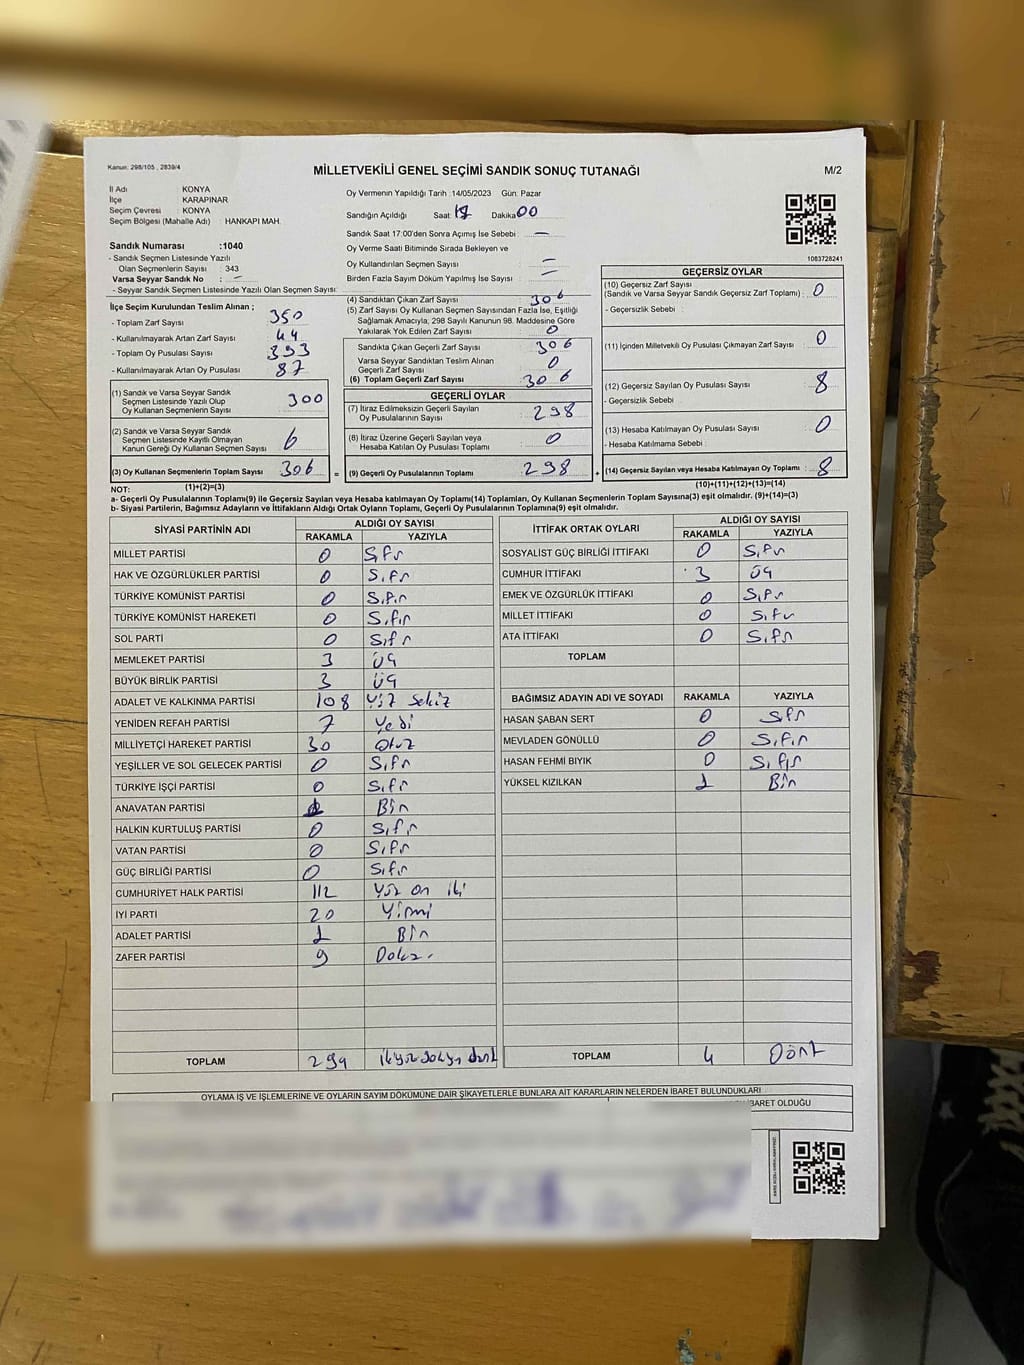 Kanun: 298/105 , 2839/4
MİLLETVEKİLİ GENEL SEÇİMİ SANDIK SONUÇ TUTANAĞI
M/2
İl Adı : KONYA
İlçe : KARAPINAR
Seçim Çevresi : KONYA
Seçim Bölgesi (Mahalle Adı) : HANKAPI MAH.
Sandık Numarası :1040
- Sandık Seçmen Listesinde Yazılı
Olan Seçmenlerin Sayısı : 343
Varsa Seyyar Sandık No : -
- Seyyar Sandık Seçmen Listesinde Yazılı Olan Seçmen Sayısı:
Oy Vermenin Yapıldığı Tarih :14/05/2023 Gün: Pazar
Sandığın Açıldığı Saat Dakika 00
Sandık Saat 17:00'den Sonra Açımış İse Sebebi : -
Oy Verme Saati Bitiminde Sırada Bekleyen ve
Oy Kullandırılan Seçmen Sayısı : -
Birden Fazla Sayım Döküm Yapılmış İse Sayısı : -
1083728241
İlçe Seçim Kurulundan Teslim Alınan ;
- Toplam Zarf Sayısı : 350
- Kullanılmayarak Artan Zarf Sayısı : 44
- Toplam Oy Pusulası Sayısı : 393
- Kullanılmayarak Artan Oy Pusulası : 87
(1) Sandık ve Varsa Seyyar Sandık
Seçmen Listesinde Yazılı Olup
Oy Kullanan Seçmenlerin Sayısı : 300
(2) Sandık ve Varsa Seyyar Sandık
Seçmen Listesinde Kayıtlı Olmayan
Kanun Gereği Oy Kullanan Seçmen Sayısı : 6
(3) Oy Kullanan Seçmenlerin Toplam Sayısı : 306
(1)+(2)=(3)
(4) Sandıktan Çıkan Zarf Sayısı : 306
(5) Zarf Sayısı Oy Kullanan Seçmen Sayısından Fazla İse, Eşitliği
Sağlamak Amacıyla, 298 Sayılı Kanunun 98. Maddesine Göre
Yakılarak Yok Edilen Zarf Sayısı : 0
Sandıkta Çıkan Geçerli Zarf Sayısı : 306
Varsa Seyyar Sandıktan Teslim Alınan
Geçerli Zarf Sayısı : 0
(6) Toplam Geçerli Zarf Sayısı : 306
GEÇERLİ OYLAR
(7) İtiraz Edilmeksizin Geçerli Sayılan
Oy Pusulalarının Sayısı : 298
(8) İtiraz Üzerine Geçerli Sayılan veya
Hesaba Katılan Oy Pusulası Toplamı : 0
= (9) Geçerli Oy Pusulalarının Toplamı : 298 +
GEÇERSİZ OYLAR
(10) Geçersiz Zarf Sayısı
(Sandık ve Varsa Seyyar Sandık Geçersiz Zarf Toplamı) : 0
- Geçersizlik Sebebi :
(11) İçinden Milletvekili Oy Pusulası Çıkmayan Zarf Sayısı : 0
(12) Geçersiz Sayılan Oy Pusulası Sayısı : 8
- Geçersizlik Sebebi :
(13) Hesaba Katılmayan Oy Pusulası Sayısı : 0
- Hesaba Katılmama Sebebi :
(14) Geçersiz Sayılan veya Hesaba Katılmayan Oy Toplamı : 8
(10)+(11)+(12)+(13)=(14)
NOT:
a- Geçerli Oy Pusulalarının Toplamı(9) ile Geçersiz Sayılan veya Hesaba katılmayan Oy Toplamı(14) Toplamları, Oy Kullanan Seçmenlerin Toplam Sayısına(3) eşit olmalıdır. (9)+(14)=(3)
b- Siyasi Partilerin, Bağımsız Adayların ve İttifakların Aldığı Ortak Oyların Toplamı, Geçerli Oy Pusulalarının Toplamına(9) eşit olmalıdır.
SİYASİ PARTİNİN ADI ALDIĞI OY SAYISI
RAKAMLA YAZIYLA
MİLLET PARTİSİ 0 Sıfır
HAK VE ÖZGÜRLÜKLER PARTİSİ 0 Sıfır
TÜRKİYE KOMÜNİST PARTİSİ 0 Sıfır
TÜRKİYE KOMÜNİST HAREKETİ 0 Sıfır
SOL PARTİ 0 Sıfır
MEMLEKET PARTİSİ 3 Üç
BÜYÜK BİRLİK PARTİSİ 3 Üç
ADALET VE KALKINMA PARTİSİ 108 Yüz Sekiz
YENİDEN REFAH PARTİSİ 7 Yedi
MİLLİYETÇİ HAREKET PARTİSİ 30 Otuz
YEŞİLLER VE SOL GELECEK PARTİSİ 0 Sıfır
TÜRKİYE İŞÇİ PARTİSİ 0 Sıfır
ANAVATAN PARTİSİ 1 Bir
HALKIN KURTULUŞ PARTİSİ 0 Sıfır
VATAN PARTİSİ 0 Sıfır
GÜÇ BİRLİĞİ PARTİSİ 0 Sıfır
CUMHURİYET HALK PARTİSİ 112 Yüz on iki
İYİ PARTİ 20 Yirmi
ADALET PARTİSİ 1 Bir
ZAFER PARTİSİ 9 Dokuz
TOPLAM 294 ikiyüz doksan dört
İTTİFAK ORTAK OYLARI ALDIĞI OY SAYISI
RAKAMLA YAZIYLA
SOSYALİST GÜÇ BİRLİĞİ İTTİFAKI 0 Sıfır
CUMHUR İTTİFAKI 3 üç
EMEK VE ÖZGÜRLÜK İTTİFAKI 0 Sıfır
MİLLET İTTİFAKI 0 Sıfır
ATA İTTİFAKI 0 Sıfır
TOPLAM
BAĞIMSIZ ADAYIN ADI VE SOYADI RAKAMLA YAZIYLA
HASAN ŞABAN SERT 0 Sıfır
MEVLADEN GÖNÜLLÜ 0 Sıfır
HASAN FEHMI BIYIK 0 Sıfır
YÜKSEL KIZILKAN 1 Bir
TOPLAM 4 Dört
OYLAMA İŞ VE İŞLEMLERİNE VE OYLARIN SAYIM DÖKÜMÜNE DAİR ŞİKAYETLERLE BUNLARA AİT KARARLARIN NELERDEN İBARET BULUNDUKLARI
İBARET OLDUĞU